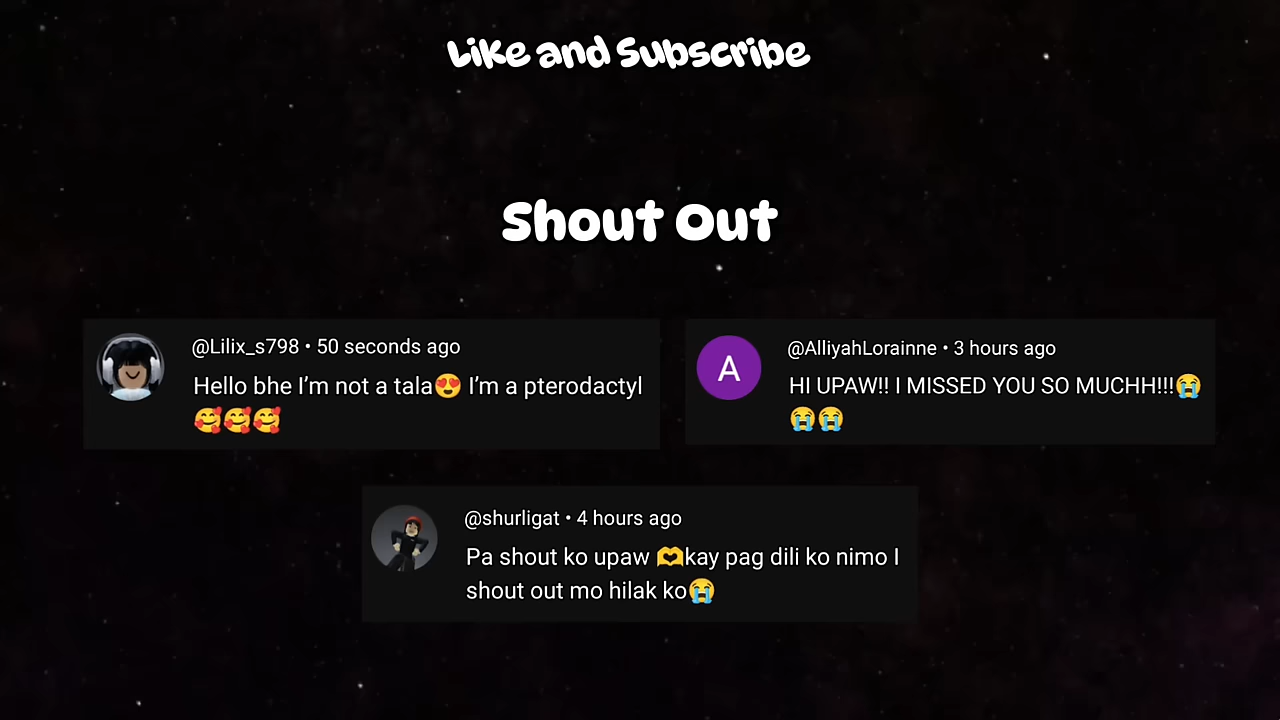 Like and Subscribe
Shout Out
@Lilix_s798 • 50 seconds ago
Hello bhe I’m not a tala😍 I’m a pterodactyl
🥰🥰🥰
@AlliyahLorainne • 3 hours ago
HI UPAW!! I MISSED YOU SO MUCHH!!!😭
😭😭
A
@shurligat • 4 hours ago
Pa shout ko upaw 🫶kay pag dili ko nimo I
shout out mo hilak ko😭